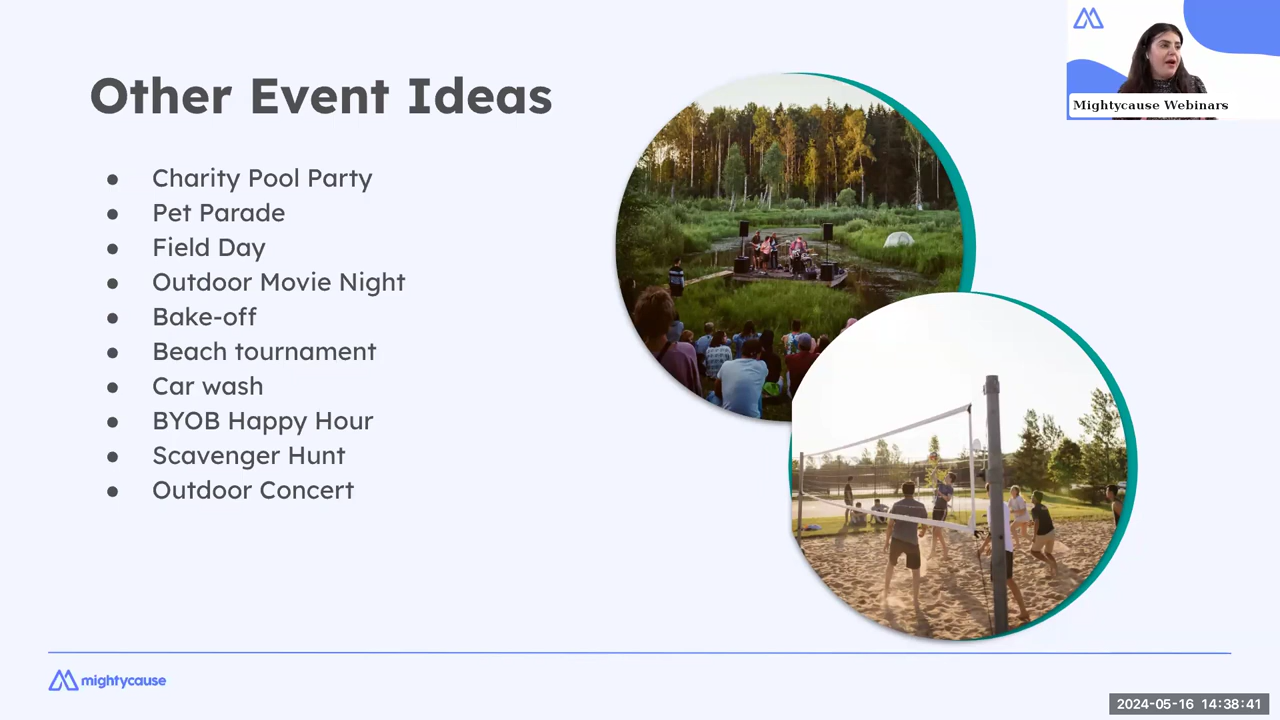 Other Event Ideas
● Charity Pool Party
● Pet Parade
● Field Day
● Outdoor Movie Night
● Bake-off
● Beach tournament
● Car wash
● BYOB Happy Hour
● Scavenger Hunt
● Outdoor Concert
Mightycause Webinars
mightycause
2024-05-16 14:38:41